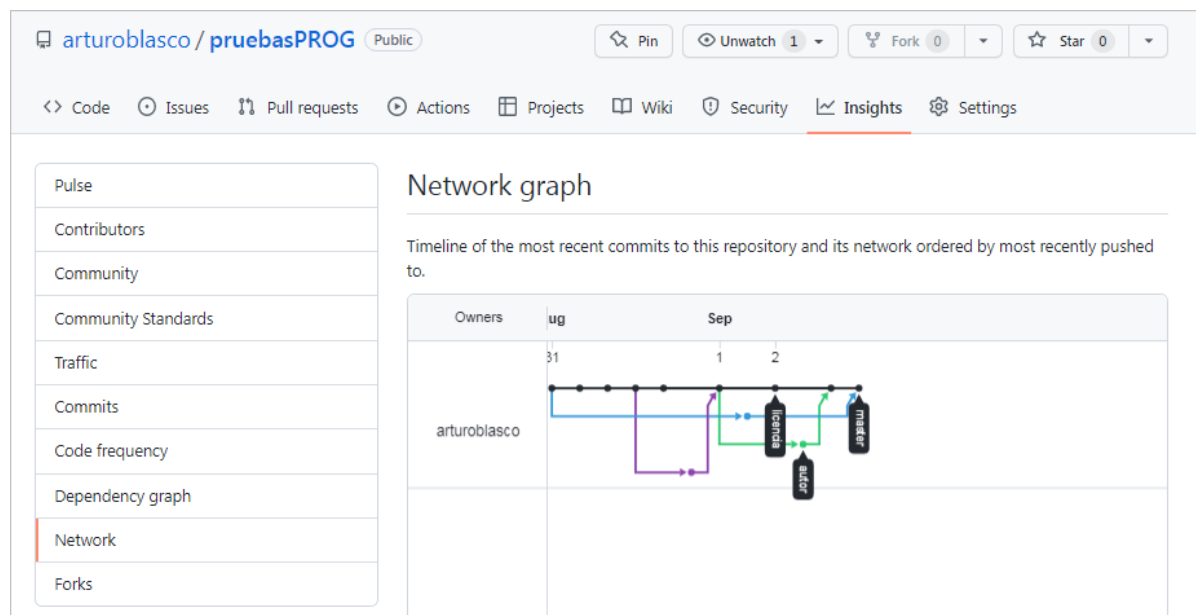 arturoblasco / pruebasPROG Public Pin Unwatch 1 Fork 0 Star 0
Code Issues Pull requests Actions Projects Wiki Security Insights Settings
Pulse
Contributors
Community
Community Standards
Traffic
Commits
Code frequency
Dependency graph
Network
Forks
Network graph
Timeline of the most recent commits to this repository and its network ordered by most recently pushed
to.
Owners ug Sep
31 1 2
arturoblasco
licencia
master
autor